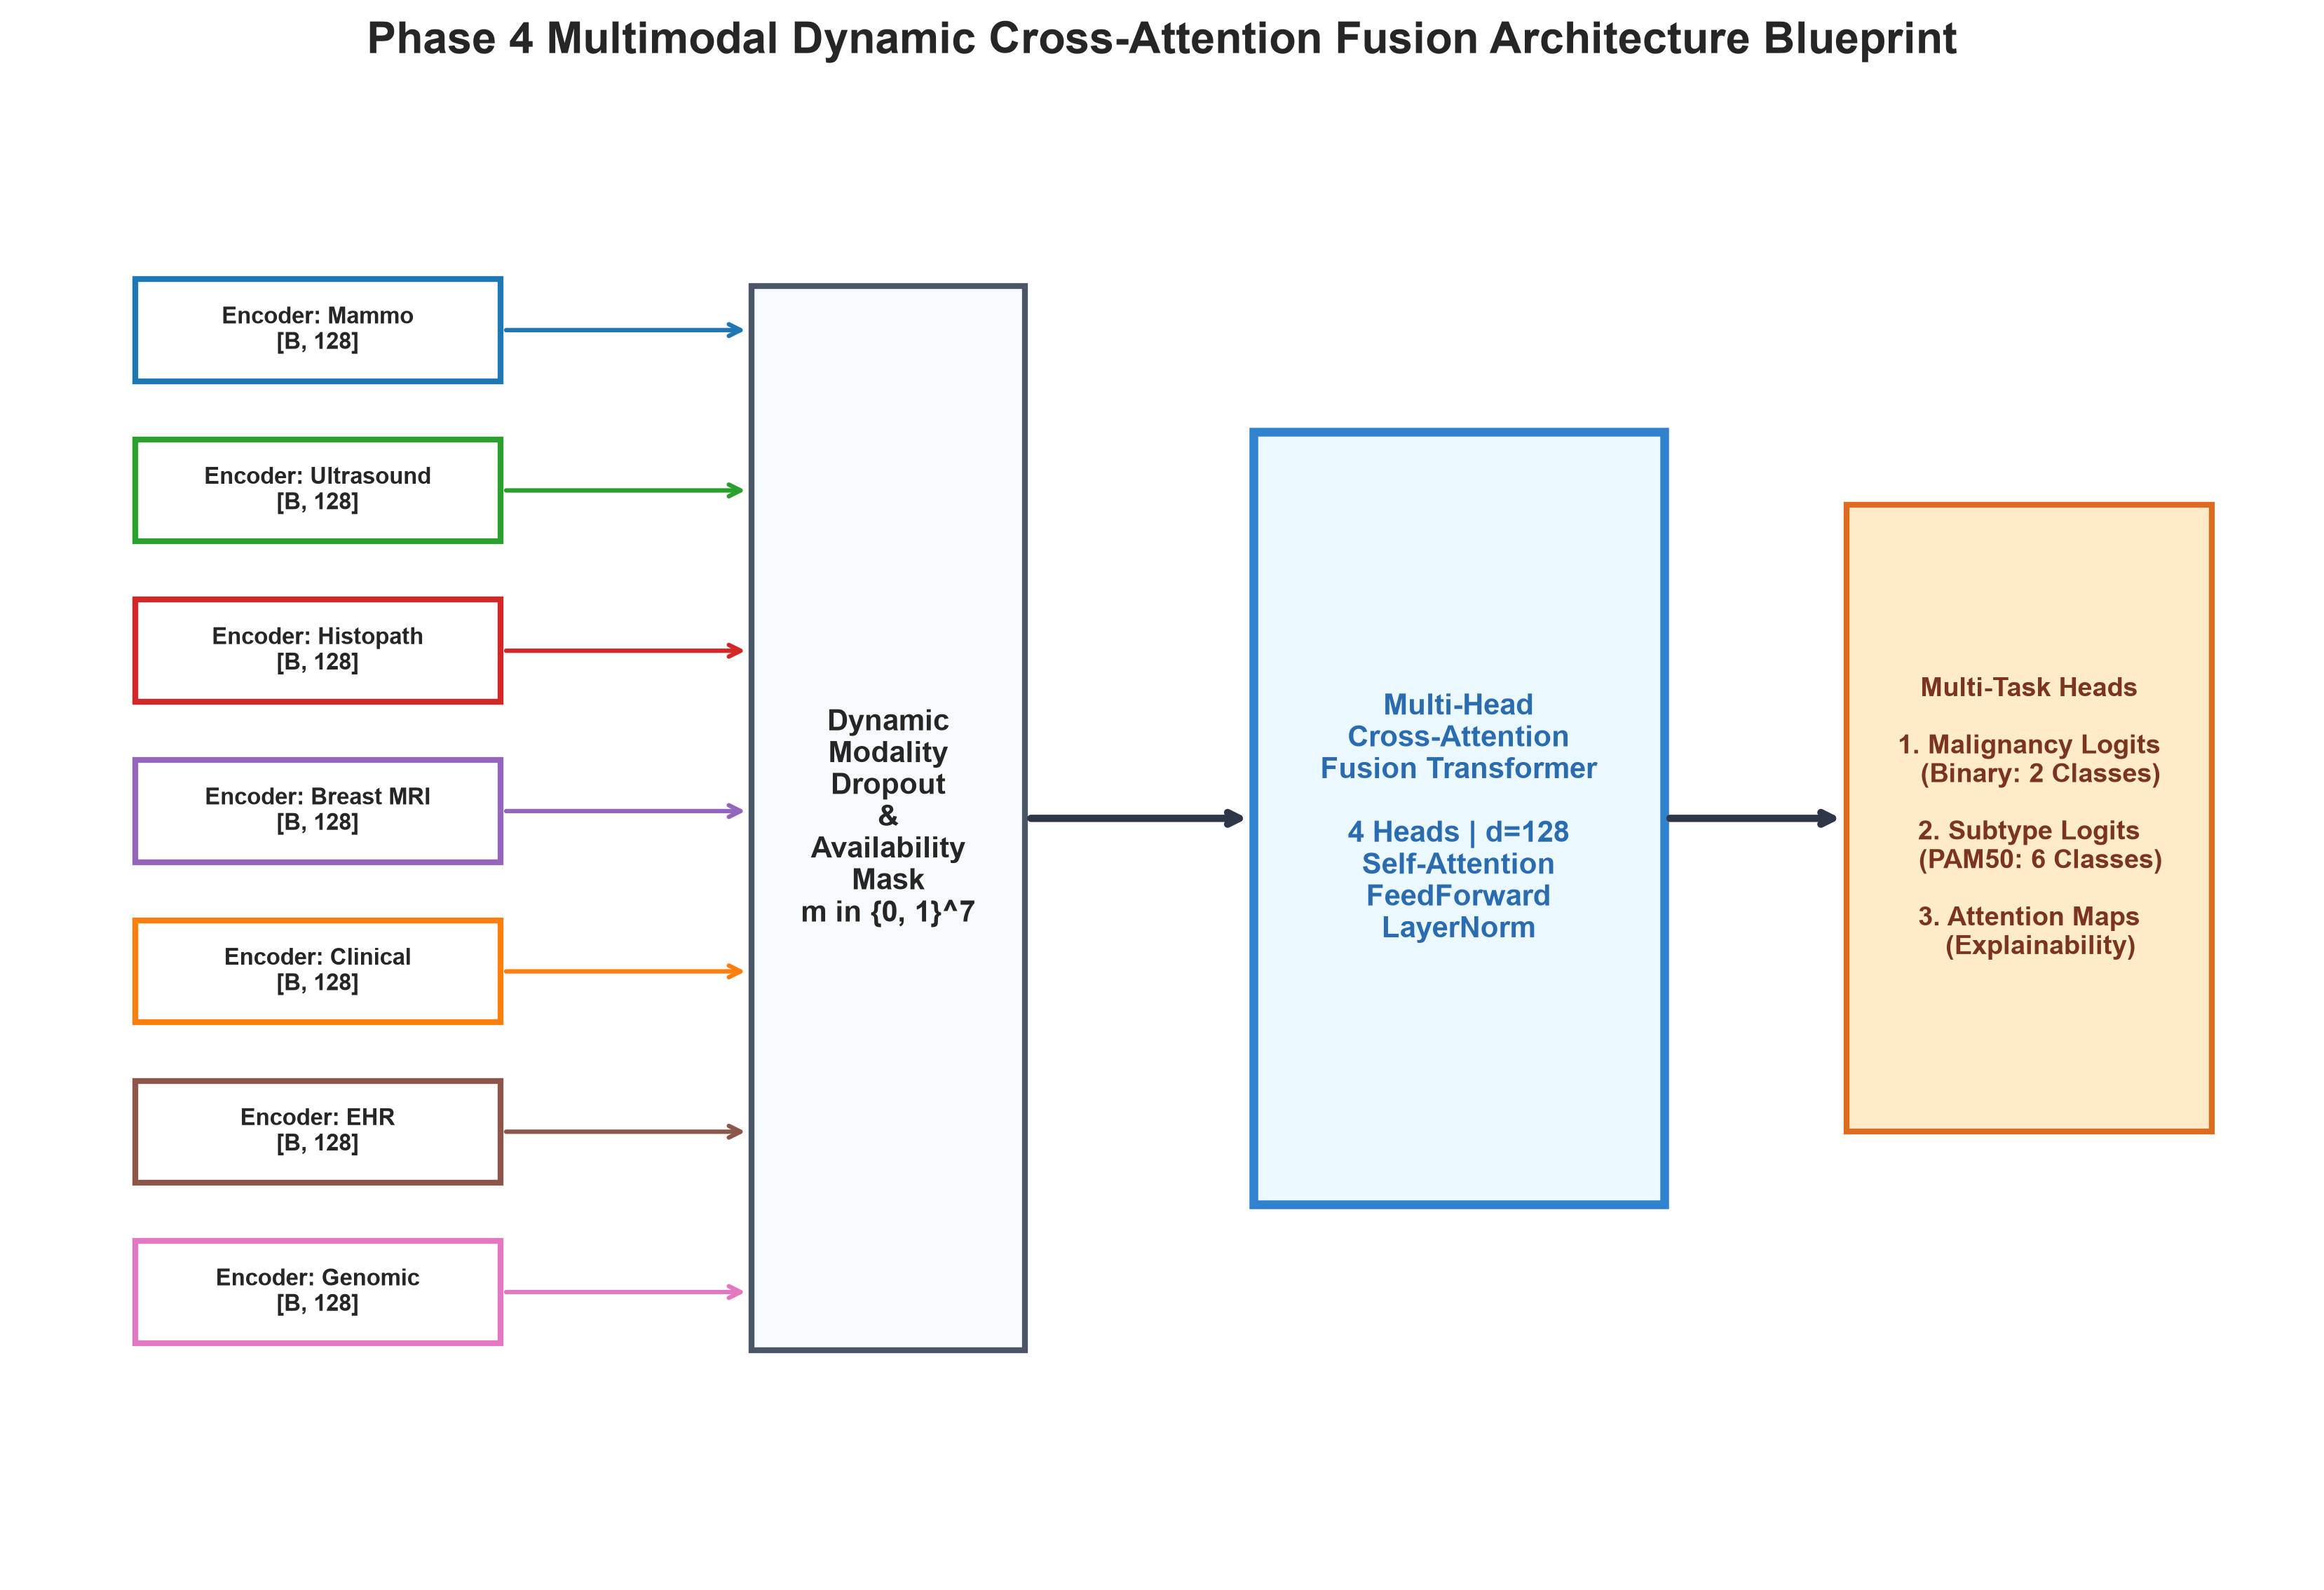 Phase 4 Multimodal Dynamic Cross-Attention Fusion Architecture Blueprint
Encoder: Mammo
[B, 128]
Encoder: Ultrasound
[B, 128]
Encoder: Histopath
[B, 128]
Encoder: Breast MRI
[B, 128]
Encoder: Clinical
[B, 128]
Encoder: EHR
[B, 128]
Encoder: Genomic
[B, 128]
Dynamic
Modality
Dropout
&
Availability
Mask
m in {0, 1}^7
Multi-Head
Cross-Attention
Fusion Transformer
4 Heads | d=128
Self-Attention
FeedForward
LayerNorm
Multi-Task Heads
1. Malignancy Logits
(Binary: 2 Classes)
2. Subtype Logits
(PAM50: 6 Classes)
3. Attention Maps
(Explainability)